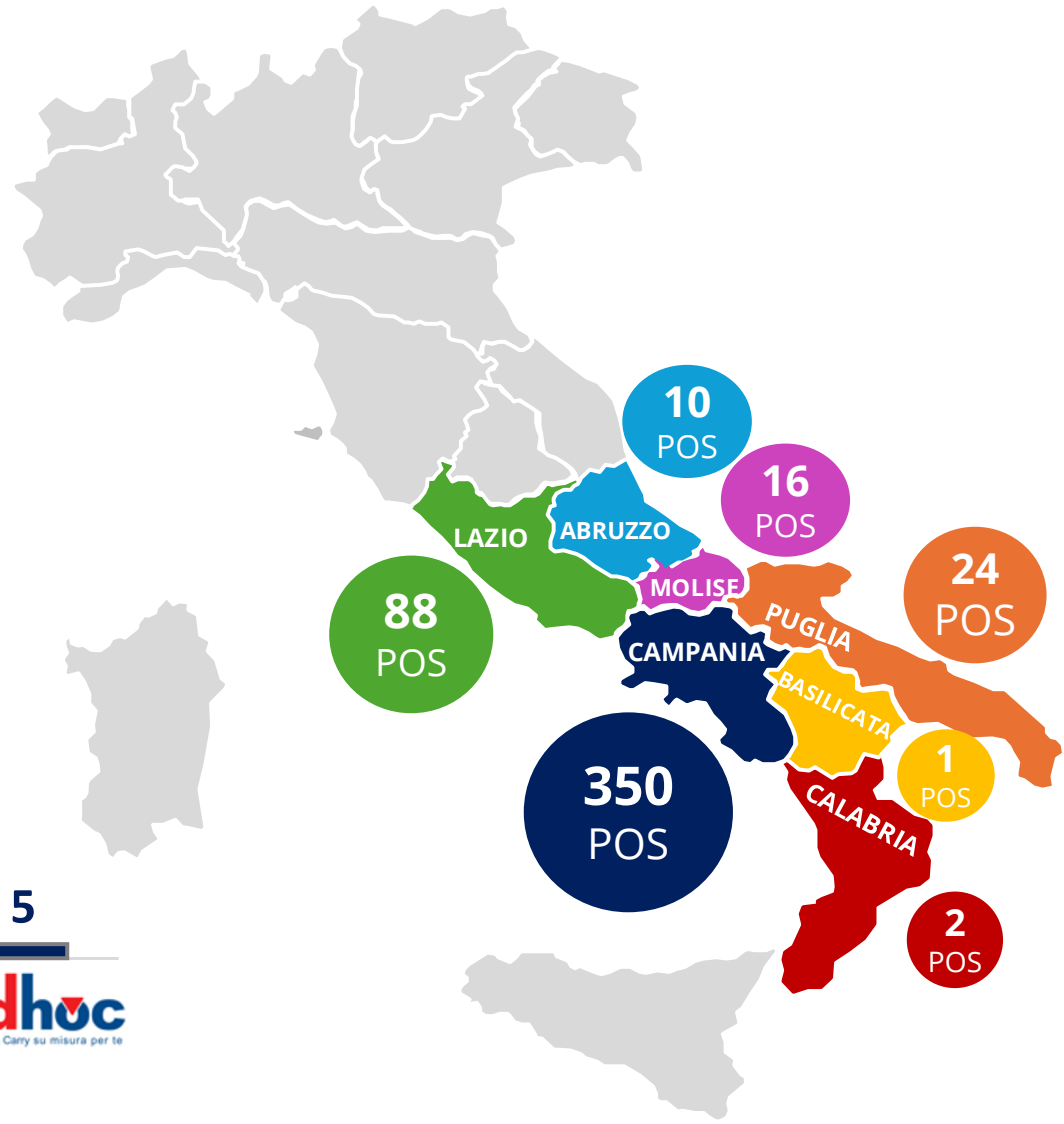 10
POS
16
POS
24
POS
LAZIO
ABRUZZO
MOLISE
PUGLIA
88
POS
CAMPANIA
BASILICATA
350
POS
1
POS
CALABRIA
5
2
POS
dhoc
Carry su misura per te